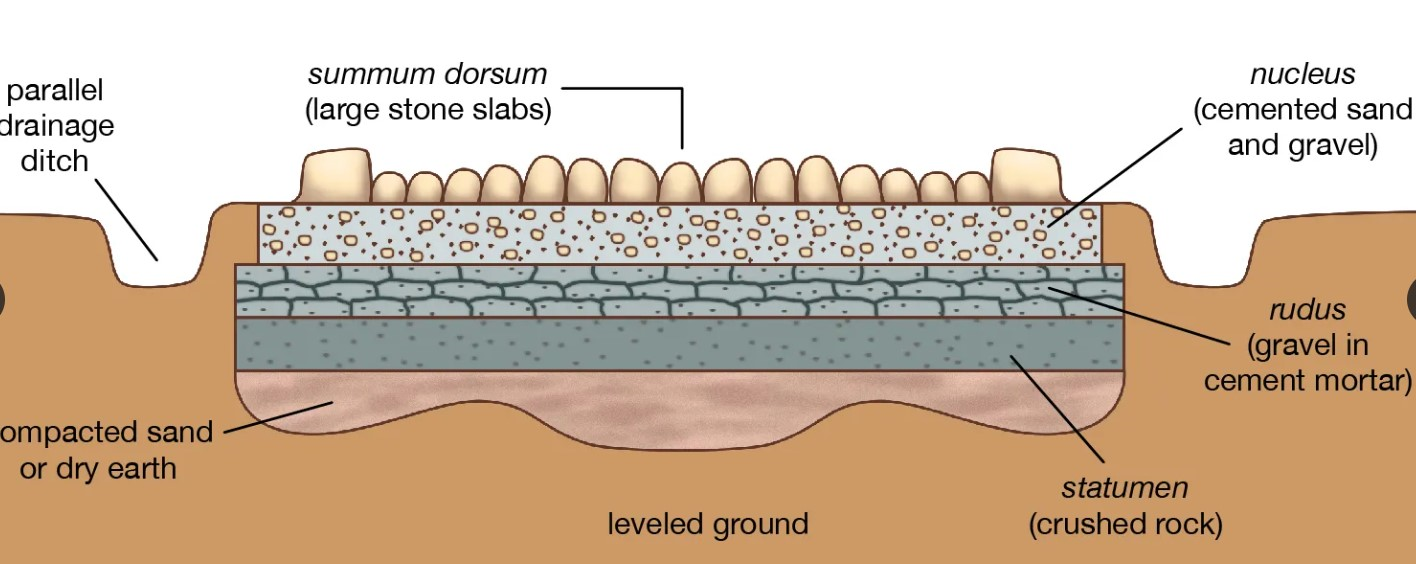 parallel
drainage
ditch
summum dorsum
(large stone slabs)
nucleus
(cemented sand
and gravel)
rudus
(gravel in
cement mortar)
ompacted sand
or dry earth
statumen
(crushed rock)
leveled ground